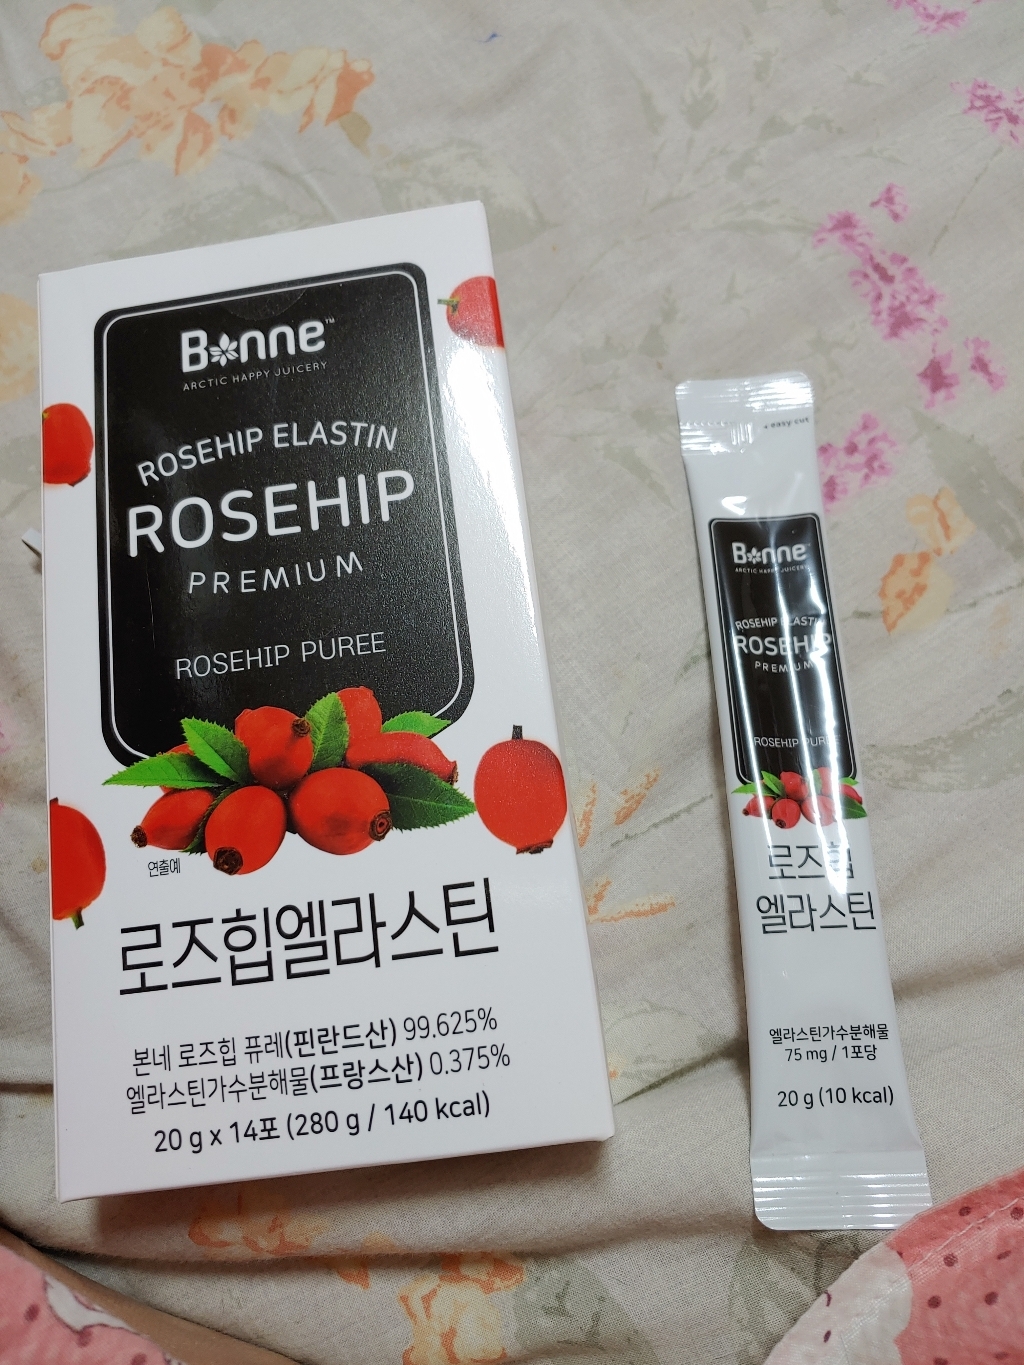 Bonne™
ARCTIC HAPPY JUICERY
ROSEHIP ELASTIN
ROSEHIP
PREMIUM
ROSEHIP PUREE
연출예
로즈힙엘라스틴
본네 로즈힙 퓨레(핀란드산) 99.625%
엘라스틴가수분해물(프랑스산) 0.375%
20 g x 14포 (280 g / 140 kcal)
easy cut
Bonne
ARCTIC HAPPY JUICERY
ROSEHIP ELASTIN
ROSEHIP
PREMIUM
ROSEHIP PUREE
로즈힙
엘라스틴
엘라스틴가수분해물
75 mg / 1포당
20 g (10 kcal)